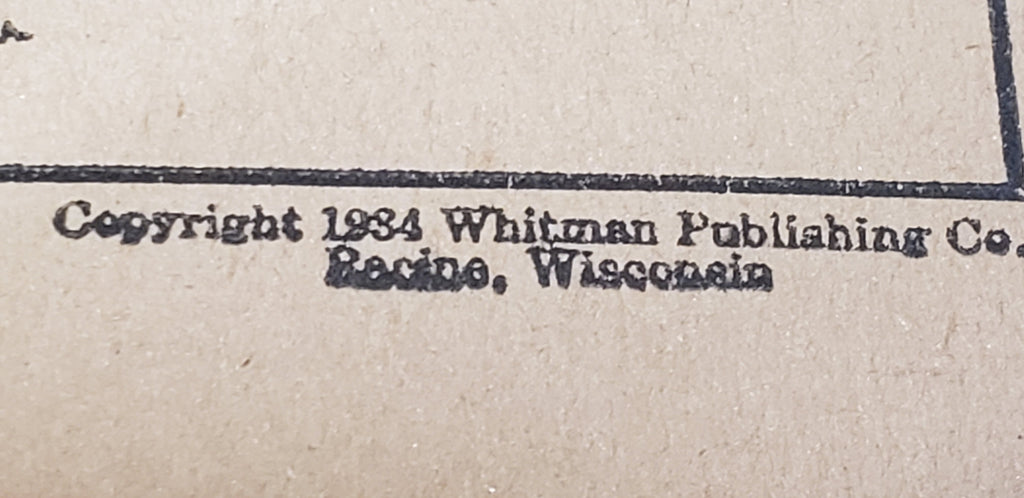 Copyright 1934 Whitman Publishing Co.
Racine, Wisconsin